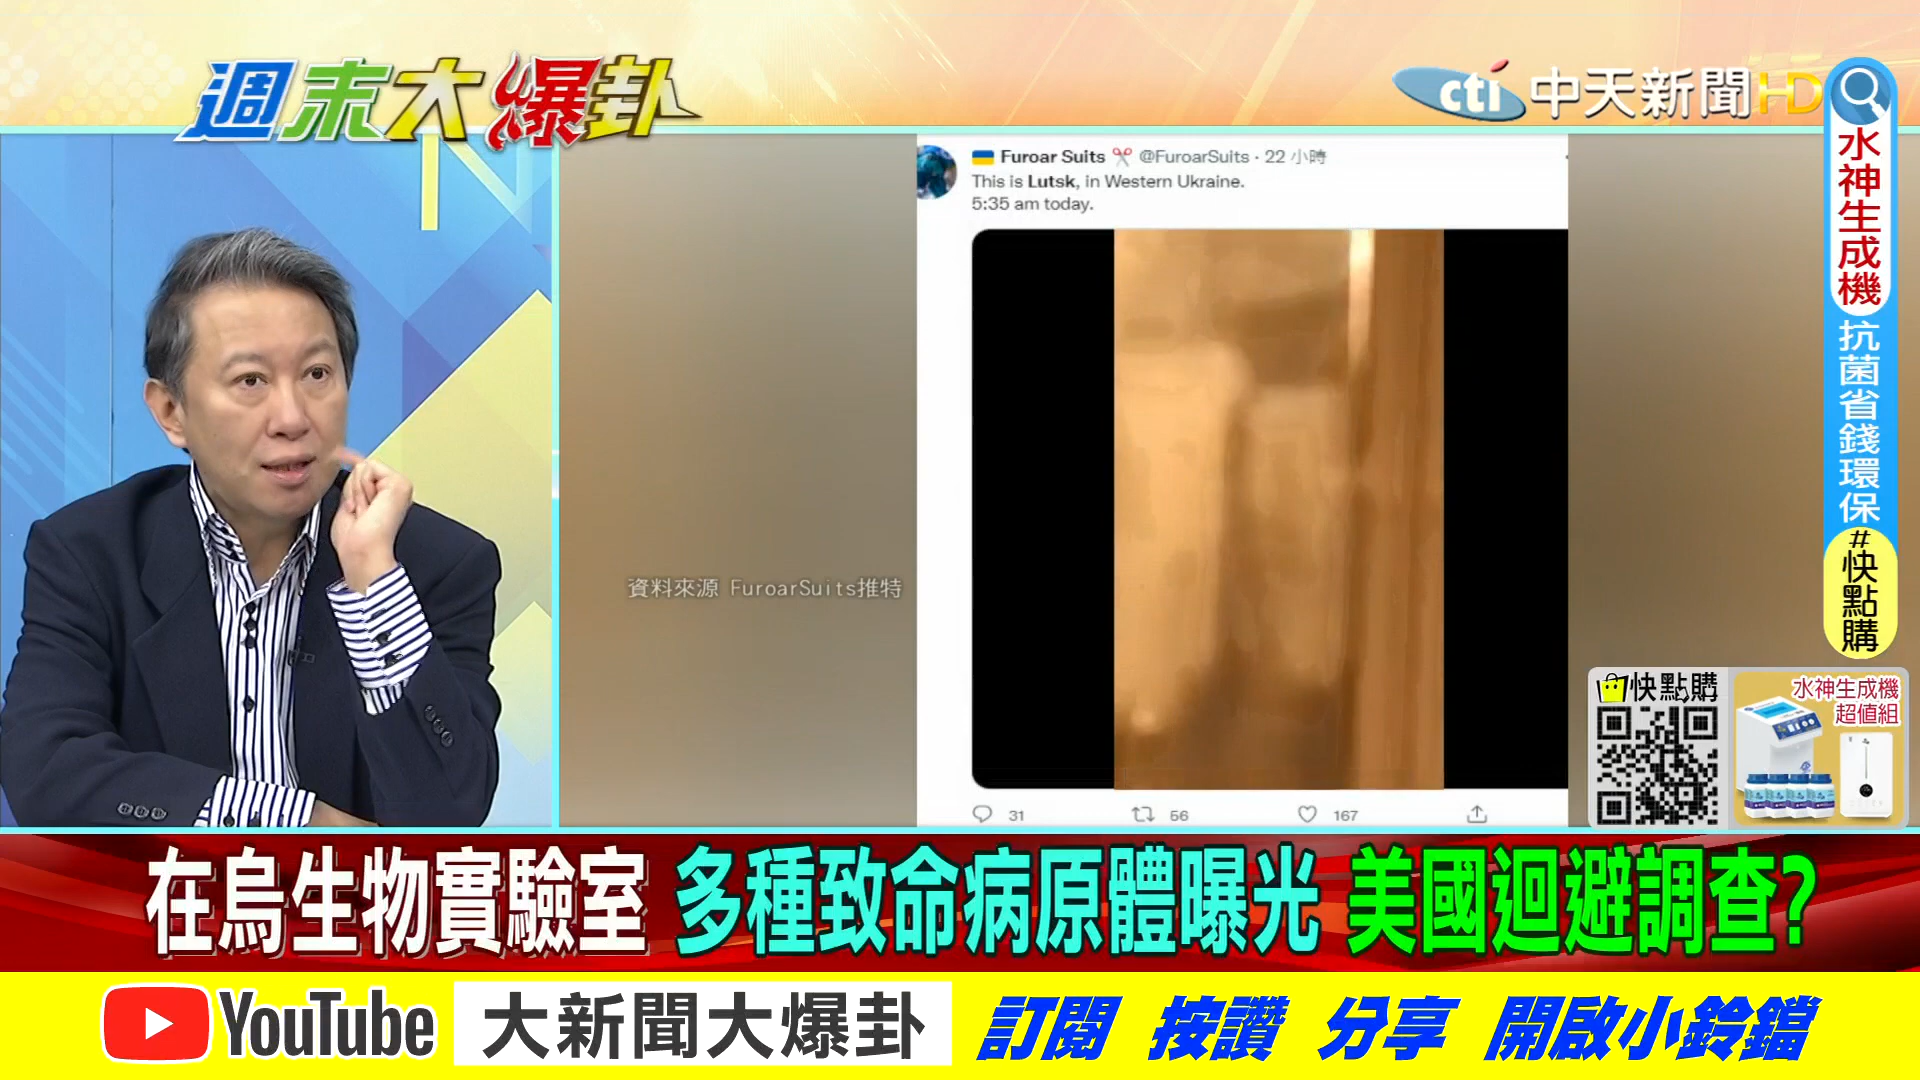 週末大爆卦
cti 中天新聞HD
Furoar Suits @FuroarSuits · 22 小時
This is Lutsk, in Western Ukraine.
5:35 am today.
資料來源 FuroarSuits推特
31 56 167
水神生成機
抗菌省錢環保
#快點購
快點購
水神生成機
超值組
在烏生物實驗室 多種致命病原體曝光 美國迴避調查?
YouTube 大新聞大爆卦 訂閱 按讚 分享 開啟小鈴鐺